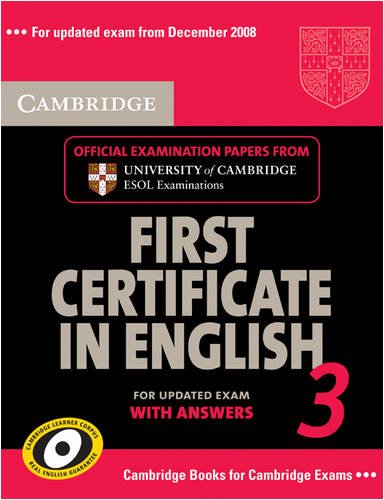 ••• For updated exam from December 2008
CAMBRIDGE
OFFICIAL EXAMINATION PAPERS FROM
UNIVERSITY of CAMBRIDGE
ESOL Examinations
FIRST
CERTIFICATE
IN ENGLISH
3
FOR UPDATED EXAM
WITH ANSWERS
CAMBRIDGE LEARNER CORPUS
REAL ENGLISH GUARANTEE
Cambridge Books for Cambridge Exams •••